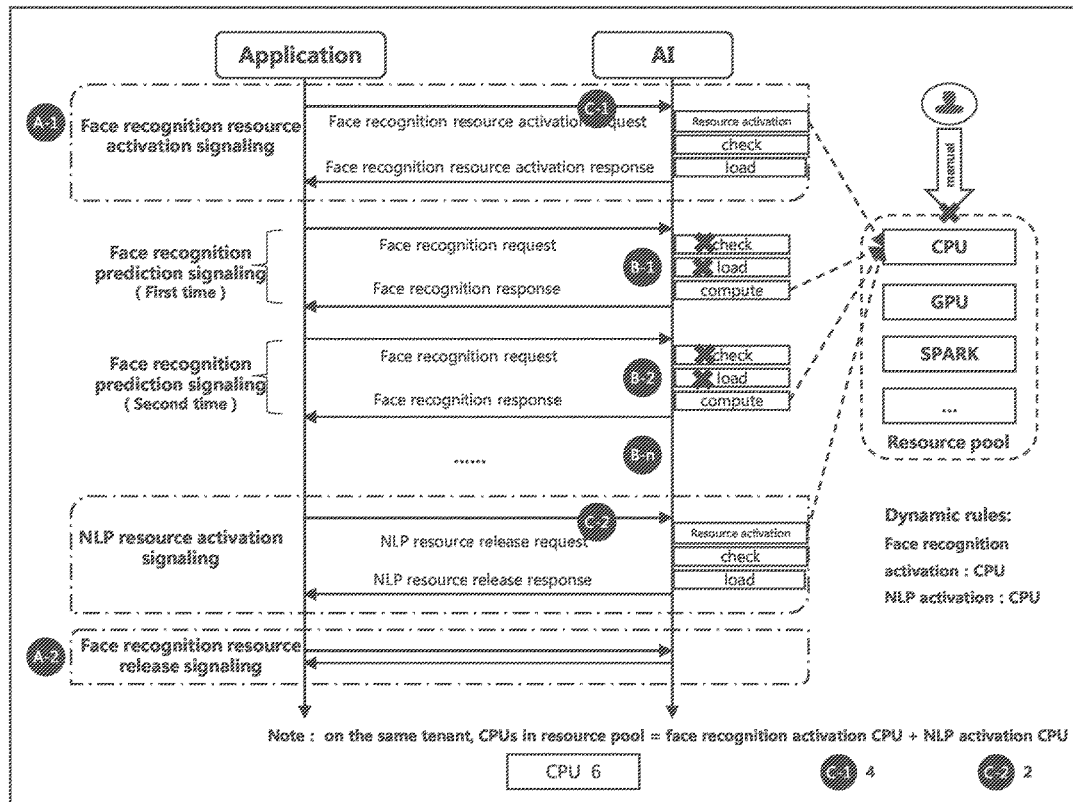 Application
AI
A-1
Face recognition resource
activation signaling
C-1
Face recognition resource activation request
Resource activation
check
load
Face recognition resource activation response
manual
Face recognition
prediction signaling
( First time )
Face recognition request
B-1
check
load
compute
Face recognition response
CPU
GPU
SPARK
...
Resource pool
Face recognition
prediction signaling
( Second time )
Face recognition request
B-2
check
load
compute
Face recognition response
......
B-n
NLP resource activation
signaling
C-2
NLP resource release request
Resource activation
check
load
NLP resource release response
Dynamic rules:
Face recognition
activation : CPU
NLP activation : CPU
A-2
Face recognition resource
release signaling
Note : on the same tenant, CPUs in resource pool = face recognition activation CPU + NLP activation CPU
CPU 6
C-1 4
C-2 2